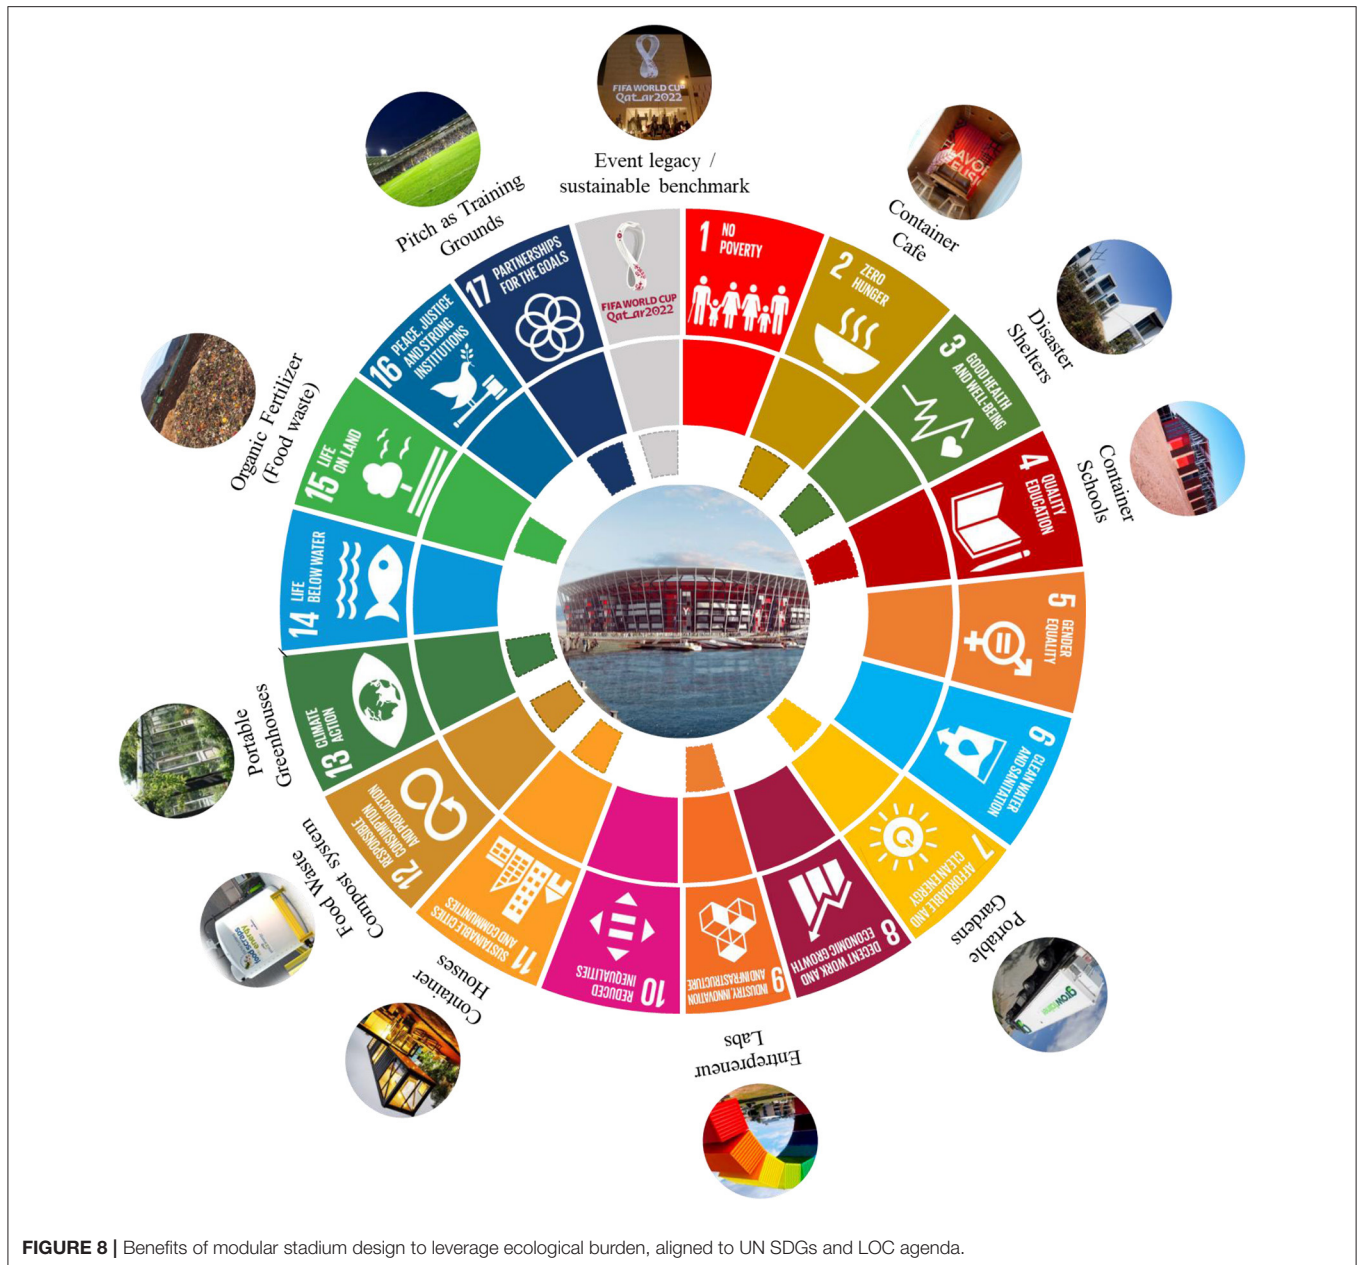 FIFA WORLD CUP
Qatar2022
Event legacy /
sustainable benchmark
Container
Cafe
Disaster
Shelters
Container
Schools
Portable
Gardens
grow
Entrepreneur
Labs
Container
Houses
Food Waste
Compost system
food scraps
energy
Portable
Greenhouses
Organic Fertilizer
(Food waste)
Pitch as Training
Grounds
FIFA WORLD CUP
Qatar2022
1 NO
POVERTY
2 ZERO
HUNGER
3 GOOD HEALTH
AND WELL-BEING
4 QUALITY
EDUCATION
5 GENDER
EQUALITY
6 CLEAN WATER
AND SANITATION
7 AFFORDABLE AND
CLEAN ENERGY
8 DECENT WORK AND
ECONOMIC GROWTH
9 INDUSTRY, INNOVATION
AND INFRASTRUCTURE
10 REDUCED
INEQUALITIES
11 SUSTAINABLE CITIES
AND COMMUNITIES
12 RESPONSIBLE
CONSUMPTION
AND PRODUCTION
13 CLIMATE
ACTION
14 LIFE
BELOW WATER
15 LIFE
ON LAND
16 PEACE, JUSTICE
AND STRONG
INSTITUTIONS
17 PARTNERSHIPS
FOR THE GOALS
FIGURE 8 | Benefits of modular stadium design to leverage ecological burden, aligned to UN SDGs and LOC agenda.